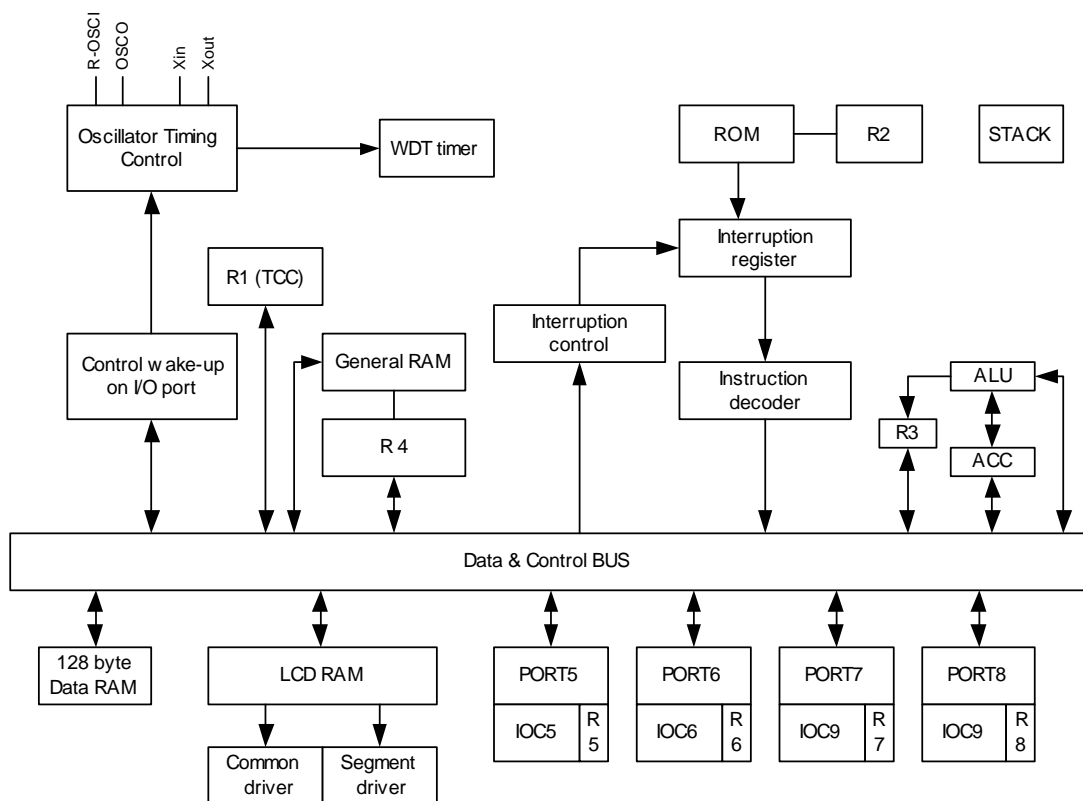 R-OSCI
OSCO
Xin
Xout
Oscillator Timing
Control
WDT timer
ROM
R2
STACK
Interruption
register
R1 (TCC)
Interruption
control
Control wake-up
on I/O port
General RAM
Instruction
decoder
ALU
R3
R 4
ACC
Data & Control BUS
128 byte
Data RAM
LCD RAM
PORT5
PORT6
PORT7
PORT8
IOC5
R
5
IOC6
R
6
IOC9
R
7
IOC9
R
8
Common
driver
Segment
driver